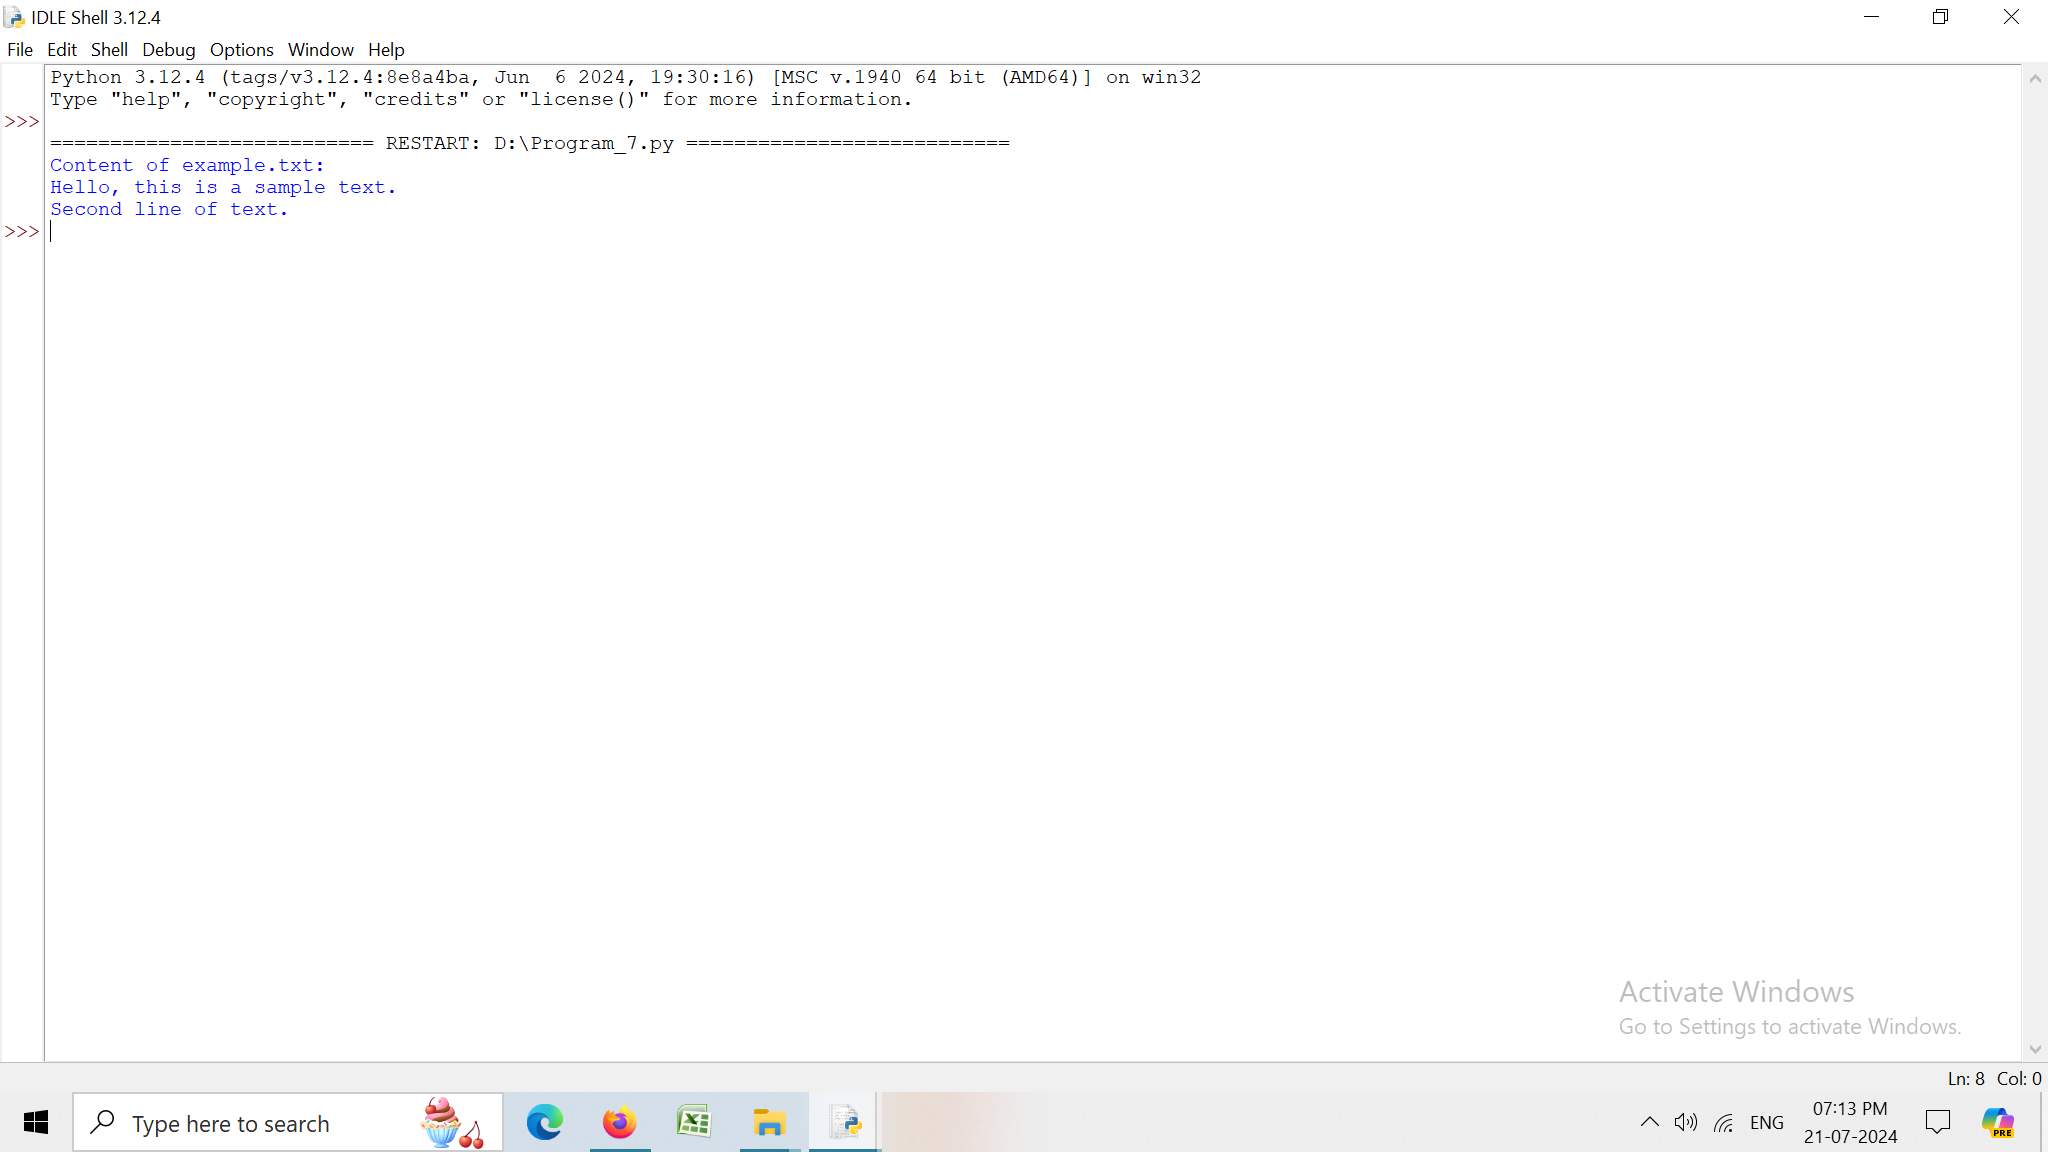 IDLE Shell 3.12.4
File Edit Shell Debug Options Window Help
Python 3.12.4 (tags/v3.12.4:8e8a4ba, Jun  6 2024, 19:30:16) [MSC v.1940 64 bit (AMD64)] on win32
Type "help", "copyright", "credits" or "license()" for more information.
>>>
=========================== RESTART: D:\Program_7.py ===========================
Content of example.txt:
Hello, this is a sample text.
Second line of text.
>>>
Activate Windows
Go to Settings to activate Windows.
Ln: 8 Col: 0
Type here to search
ENG
07:13 PM
21-07-2024
PRE